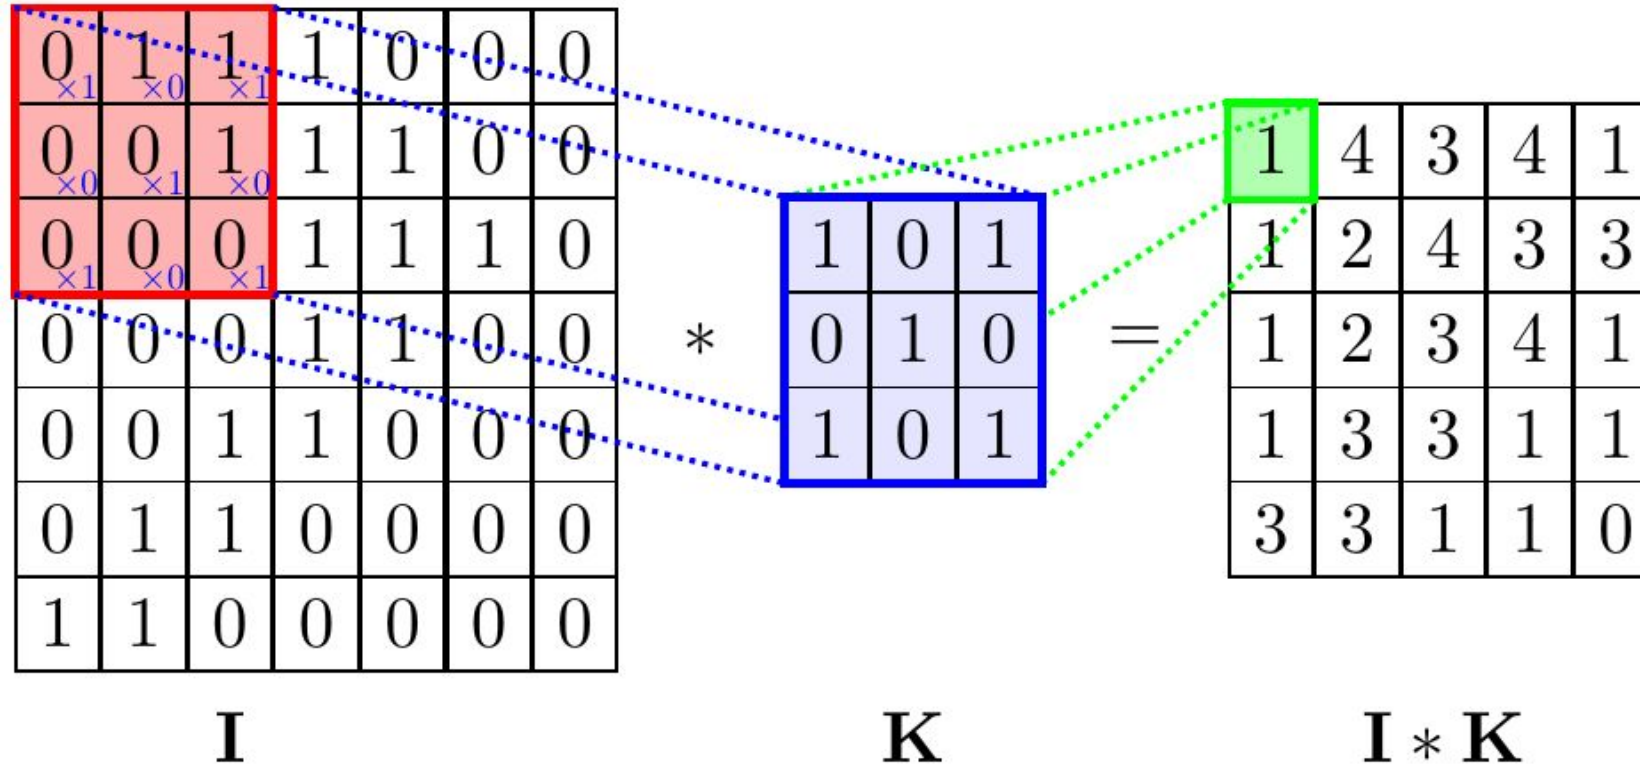 0×1 1×0 1×1 1 0 0 0
0×0 0×1 1×0 1 1 0 0
0×1 0×0 0×1 1 1 1 0
0 0 0 1 1 0 0
0 0 1 1 0 0 0
0 1 1 0 0 0 0
1 1 0 0 0 0 0
I
*
1 0 1
0 1 0
1 0 1
K
=
1 4 3 4 1
1 2 4 3 3
1 2 3 4 1
1 3 3 1 1
3 3 1 1 0
I * K